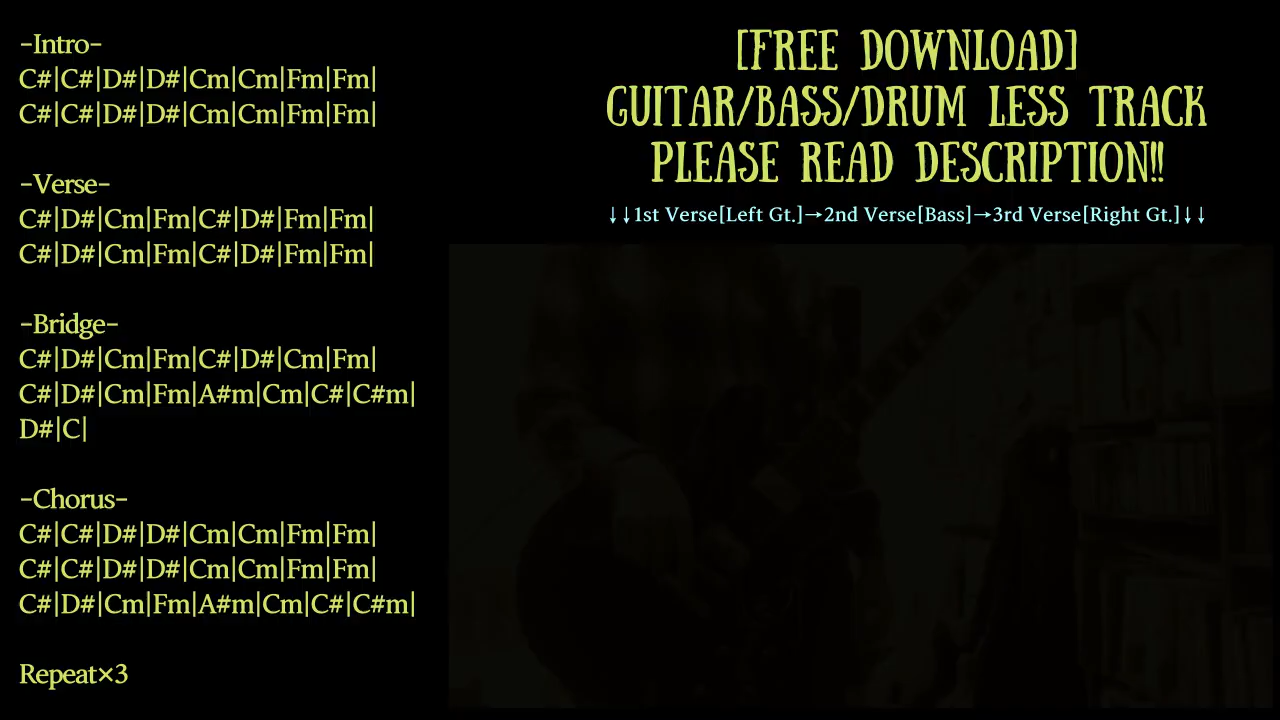 -Intro-
C#|C#|D#|D#|Cm|Cm|Fm|Fm|
C#|C#|D#|D#|Cm|Cm|Fm|Fm|
-Verse-
C#|D#|Cm|Fm|C#|D#|Fm|Fm|
C#|D#|Cm|Fm|C#|D#|Fm|Fm|
-Bridge-
C#|D#|Cm|Fm|C#|D#|Cm|Fm|
C#|D#|Cm|Fm|A#m|Cm|C#|C#m|
D#|C|
-Chorus-
C#|C#|D#|D#|Cm|Cm|Fm|Fm|
C#|C#|D#|D#|Cm|Cm|Fm|Fm|
C#|D#|Cm|Fm|A#m|Cm|C#|C#m|
Repeat×3
[FREE DOWNLOAD]
GUITAR/BASS/DRUM LESS TRACK
PLEASE READ DESCRIPTION!!
↓↓1st Verse[Left Gt.]→2nd Verse[Bass]→3rd Verse[Right Gt.]↓↓